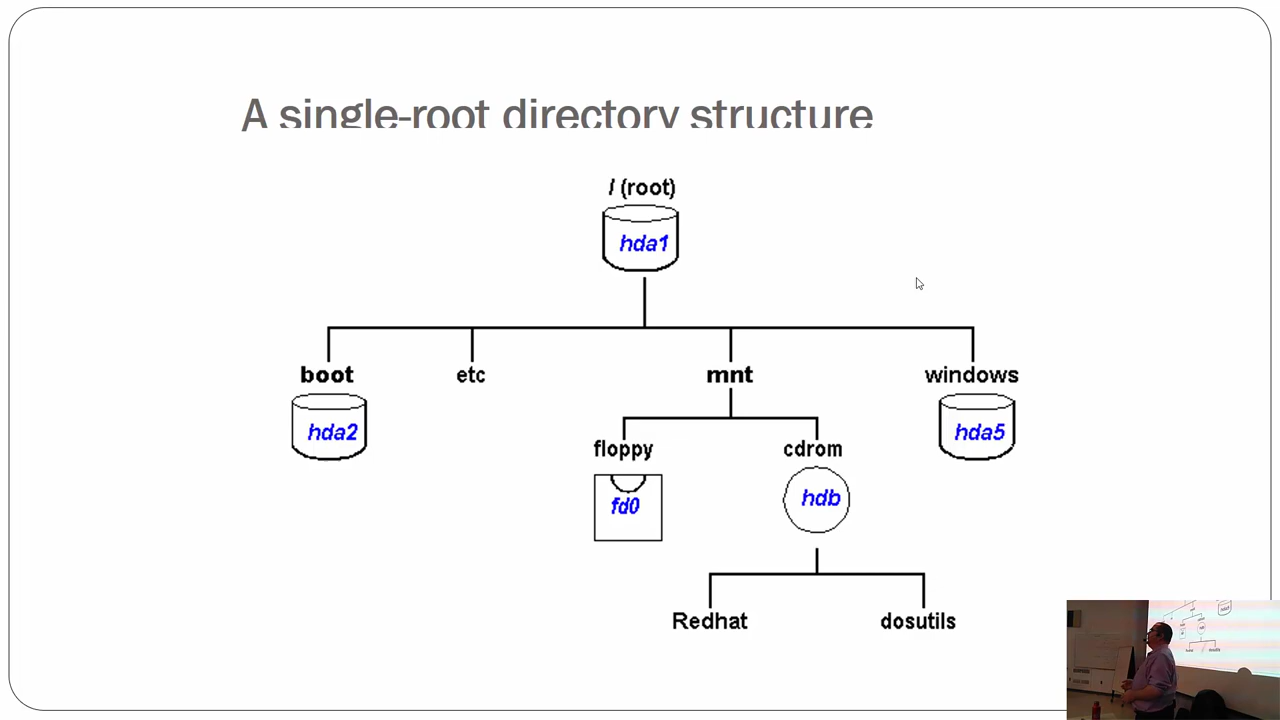 A single-root directory structure
/ (root)
hda1
boot
etc
mnt
windows
hda2
hda5
floppy
cdrom
fd0
hdb
Redhat
dosutils